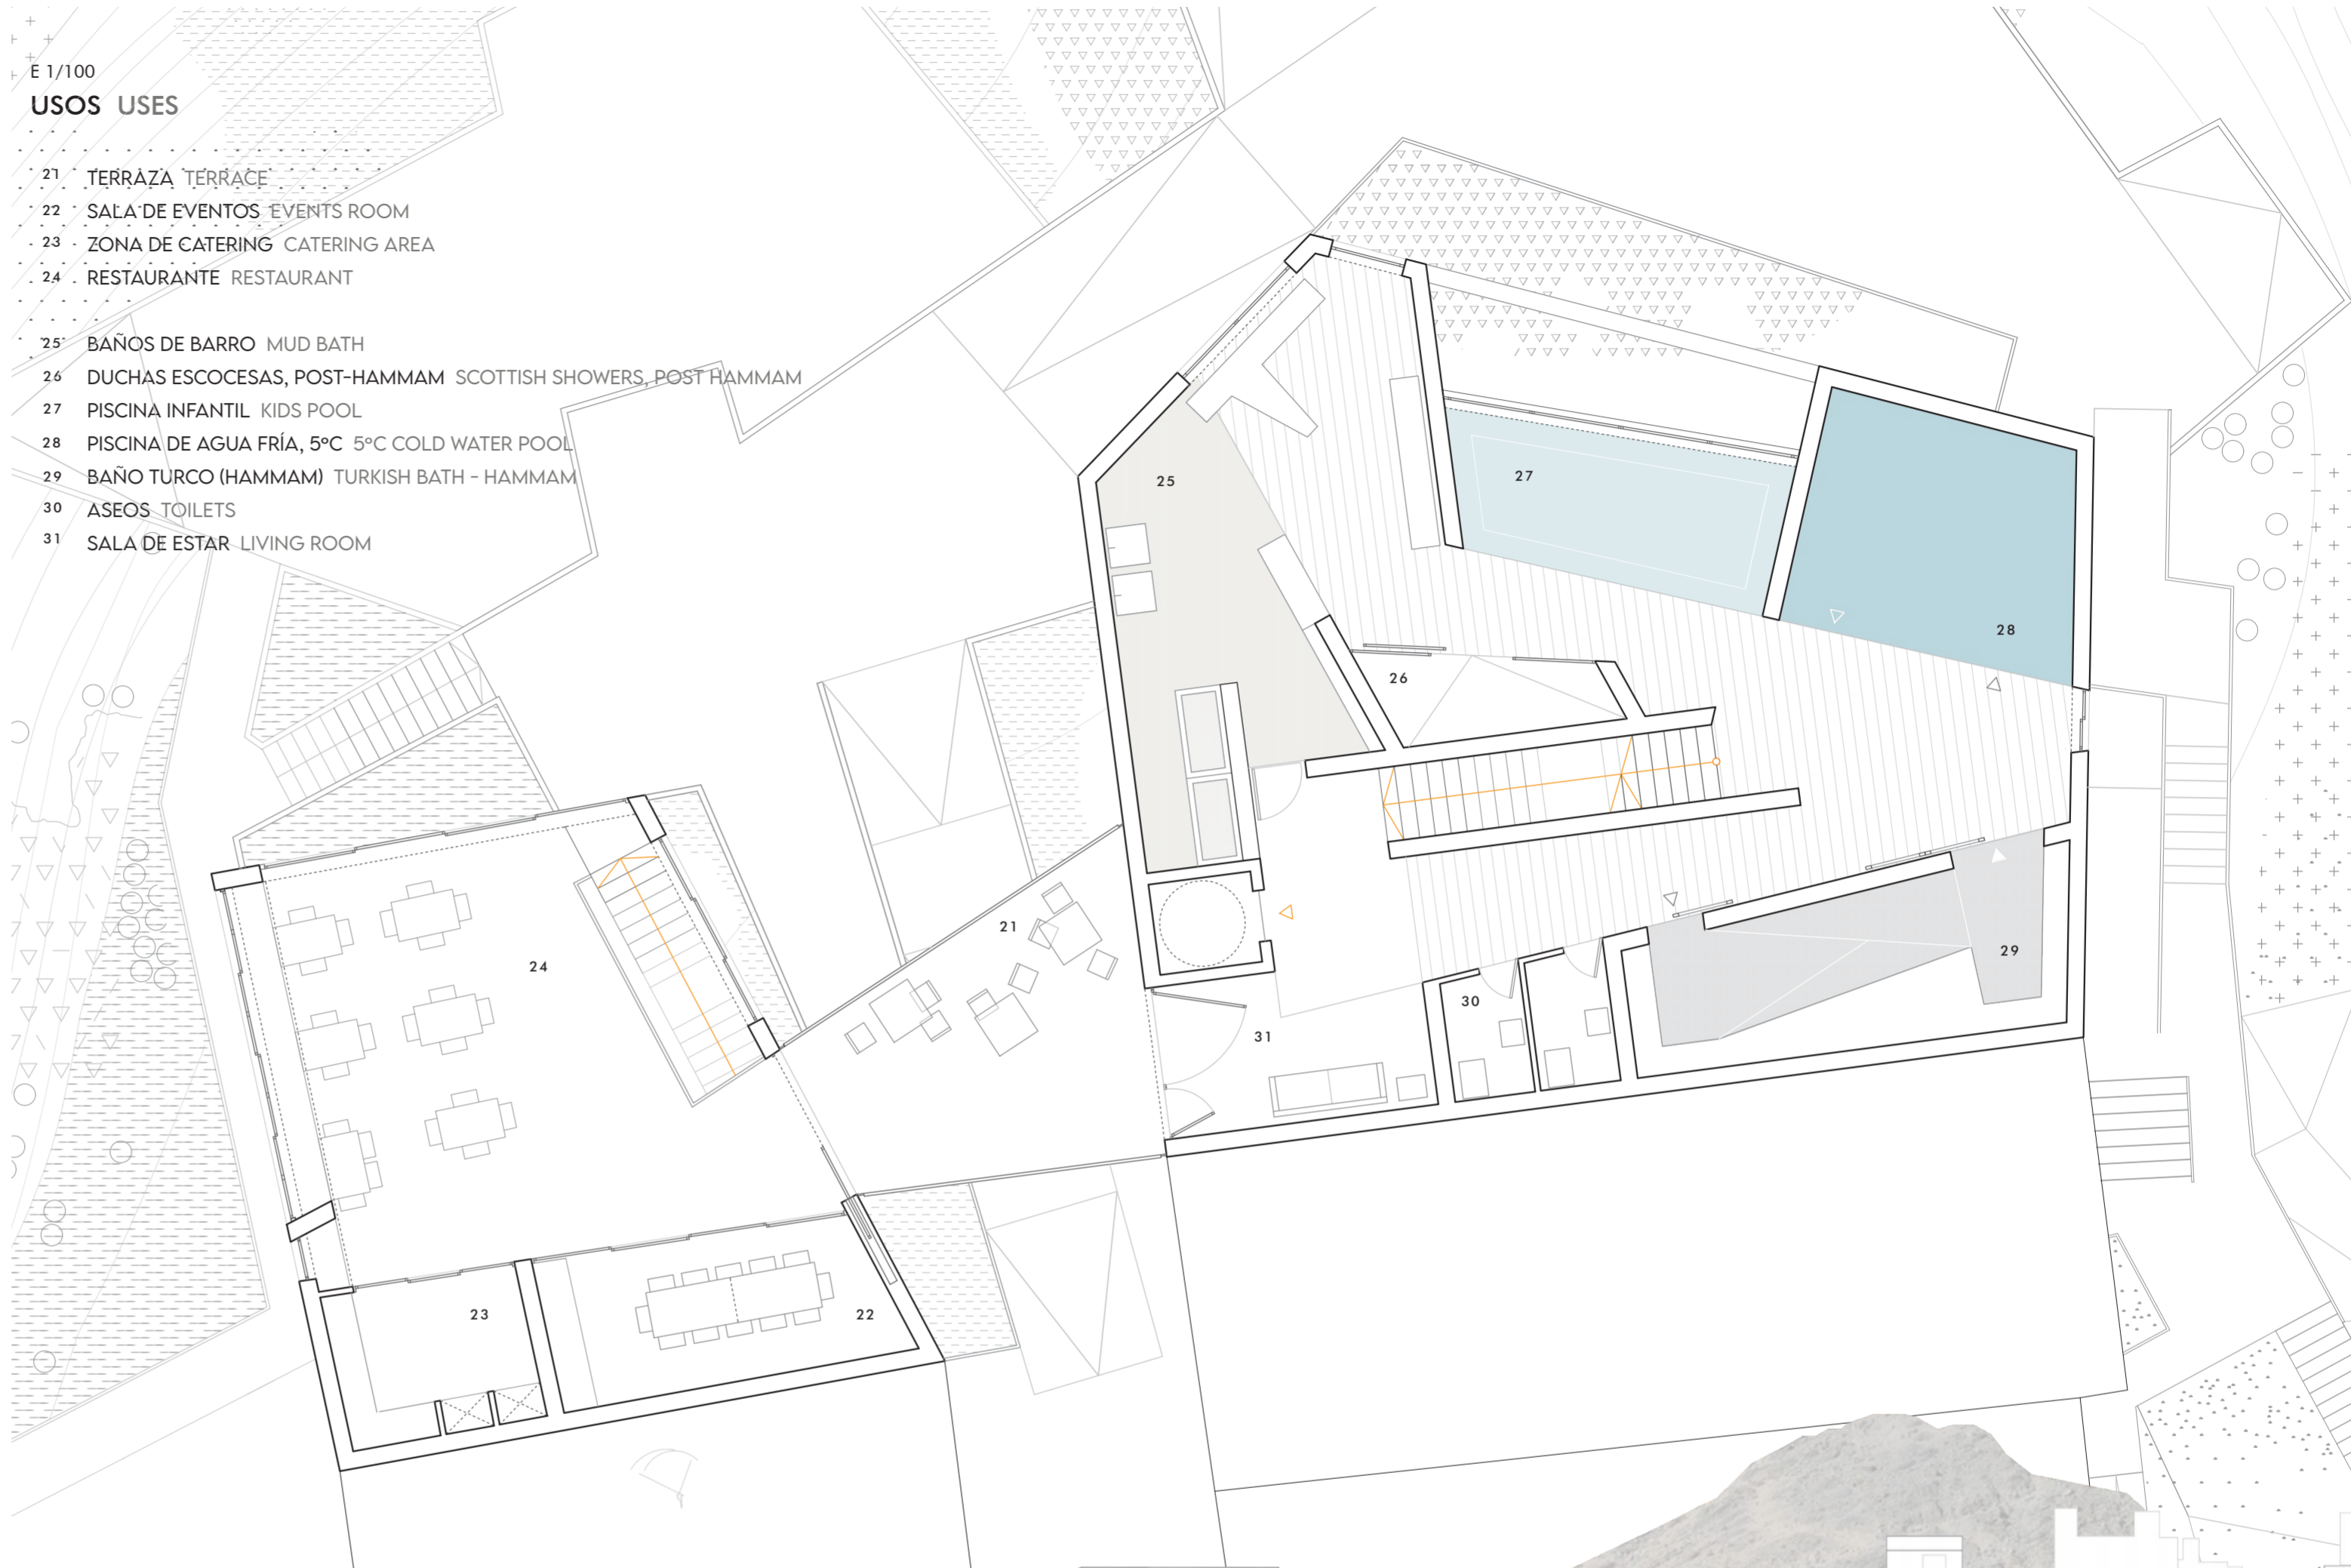 E 1/100
USOS USES
21 TERRAZA TERRACE
22 SALA DE EVENTOS EVENTS ROOM
23 ZONA DE CATERING CATERING AREA
24 RESTAURANTE RESTAURANT
25 BAÑOS DE BARRO MUD BATH
26 DUCHAS ESCOCESAS, POST-HAMMAM SCOTTISH SHOWERS, POST HAMMAM
27 PISCINA INFANTIL KIDS POOL
28 PISCINA DE AGUA FRÍA, 5ºC 5ºC COLD WATER POOL
29 BAÑO TURCO (HAMMAM) TURKISH BATH - HAMMAM
30 ASEOS TOILETS
31 SALA DE ESTAR LIVING ROOM
25
27
28
26
21
24
29
30
31
23
22